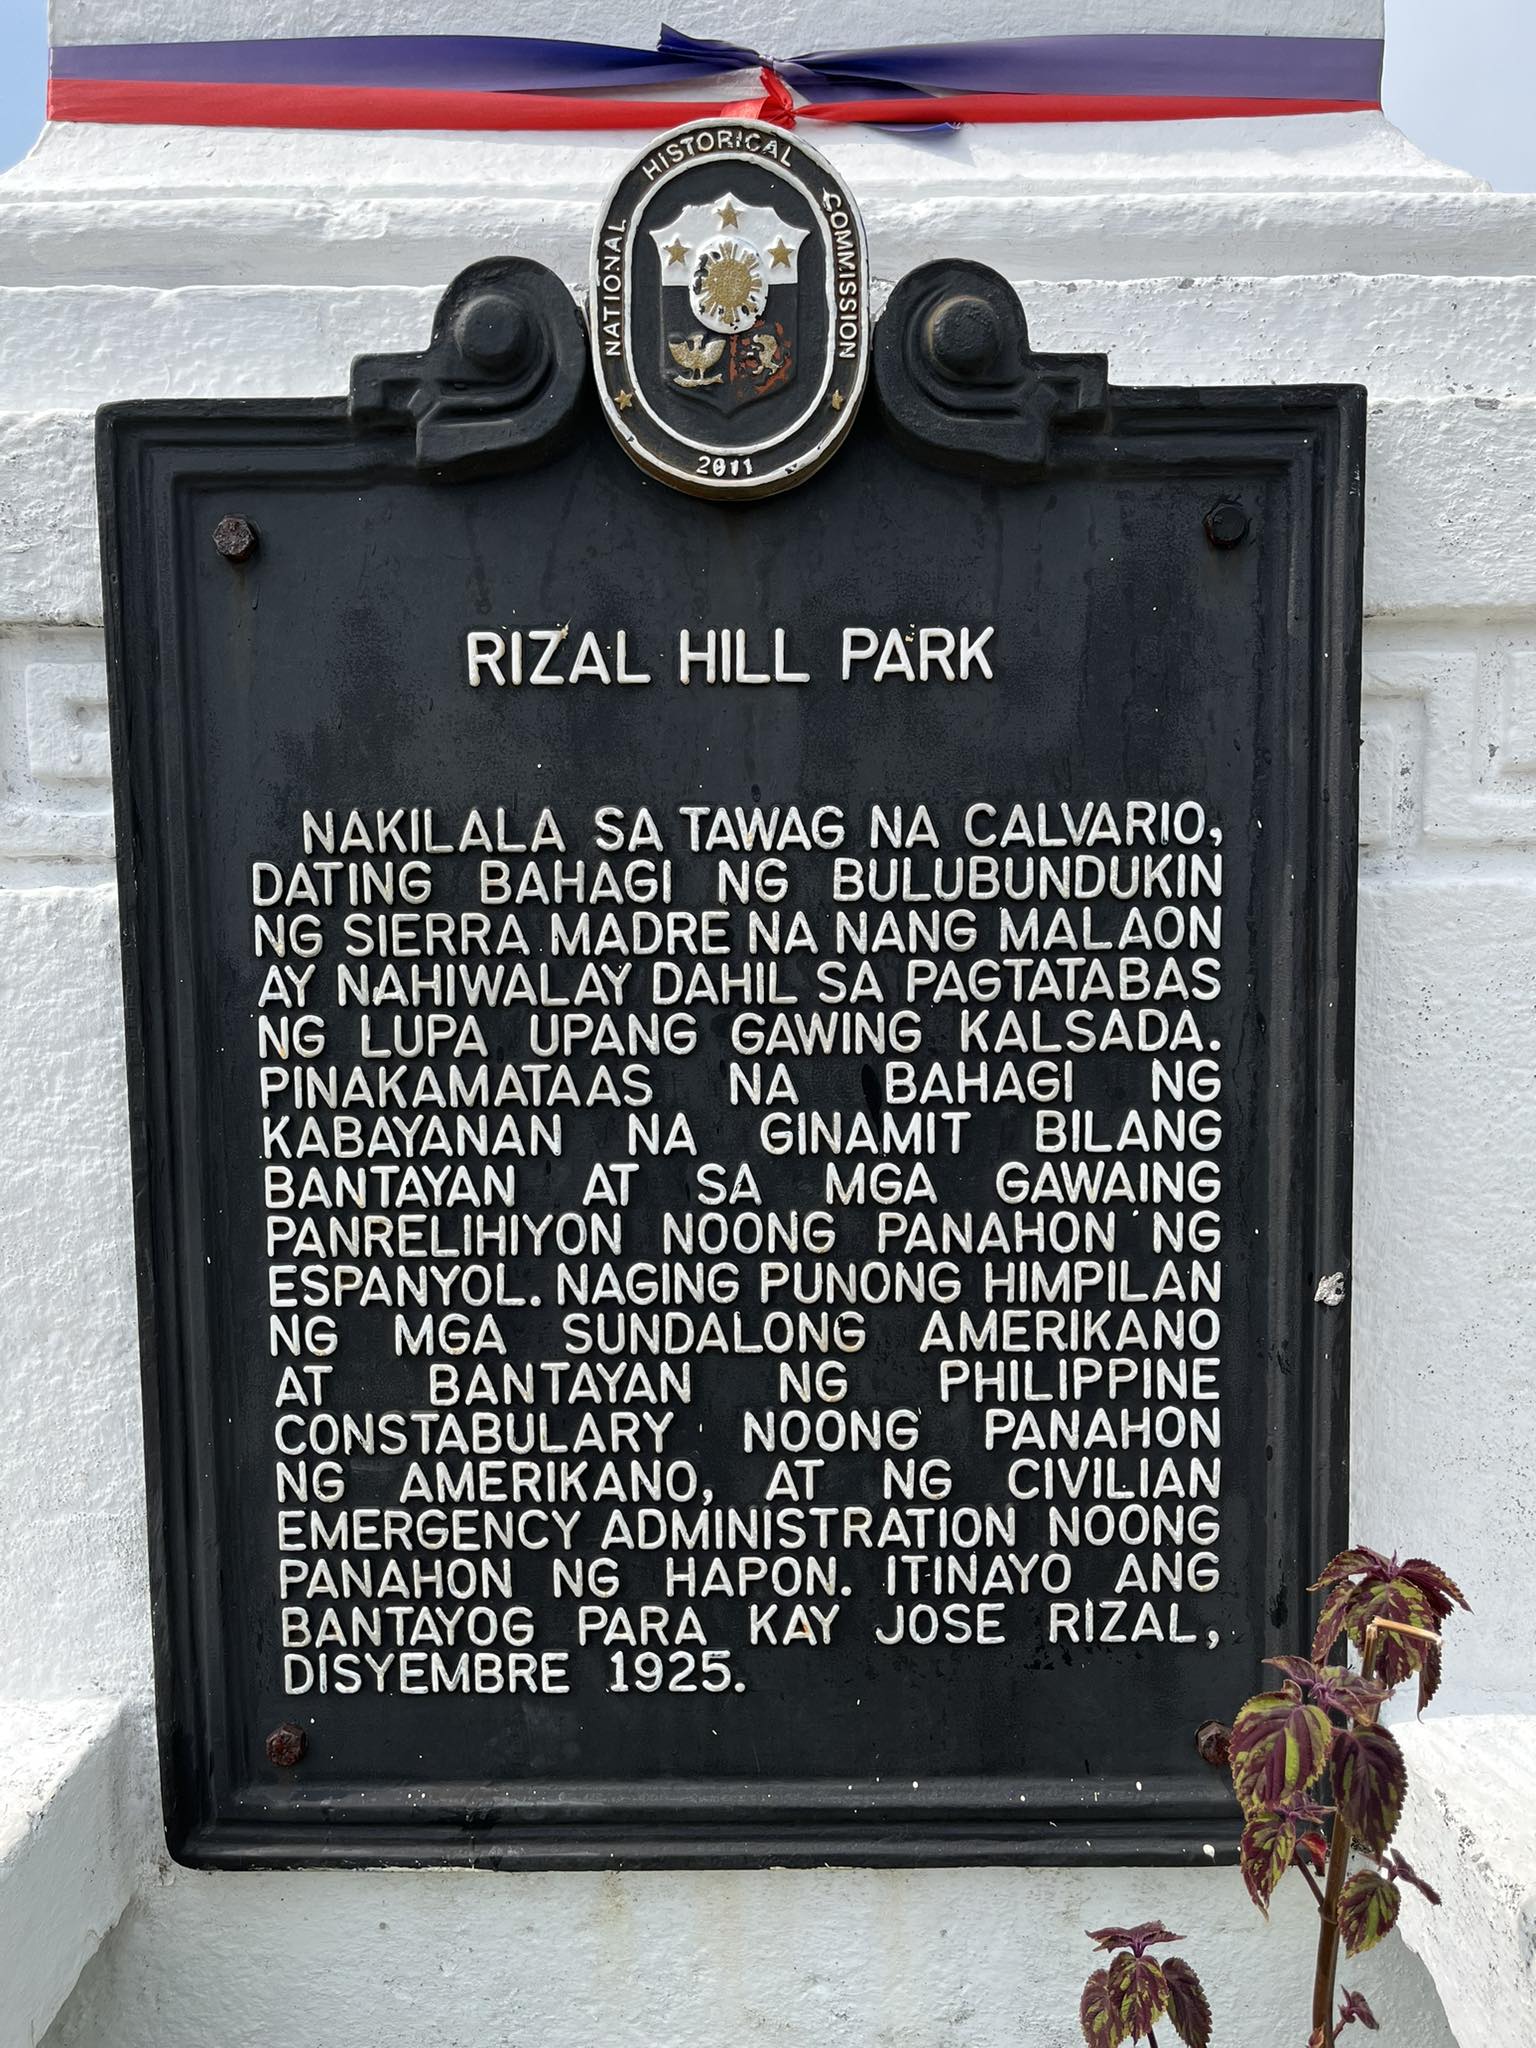 NATIONAL HISTORICAL COMMISSION
2011
RIZAL HILL PARK
NAKILALA SA TAWAG NA CALVARIO,
DATING BAHAGI NG BULUBUNDUKIN
NG SIERRA MADRE NA NANG MALAON
AY NAHIWALAY DAHIL SA PAGTATABAS
NG LUPA UPANG GAWING KALSADA.
PINAKAMATAAS NA BAHAGI NG
KABAYANAN NA GINAMIT BILANG
BANTAYAN AT SA MGA GAWAING
PANRELIHIYON NOONG PANAHON NG
ESPANYOL. NAGING PUNONG HIMPILAN
NG MGA SUNDALONG AMERIKANO
AT BANTAYAN NG PHILIPPINE
CONSTABULARY NOONG PANAHON
NG AMERIKANO, AT NG CIVILIAN
EMERGENCY ADMINISTRATION NOONG
PANAHON NG HAPON. ITINAYO ANG
BANTAYOG PARA KAY JOSE RIZAL,
DISYEMBRE 1925.